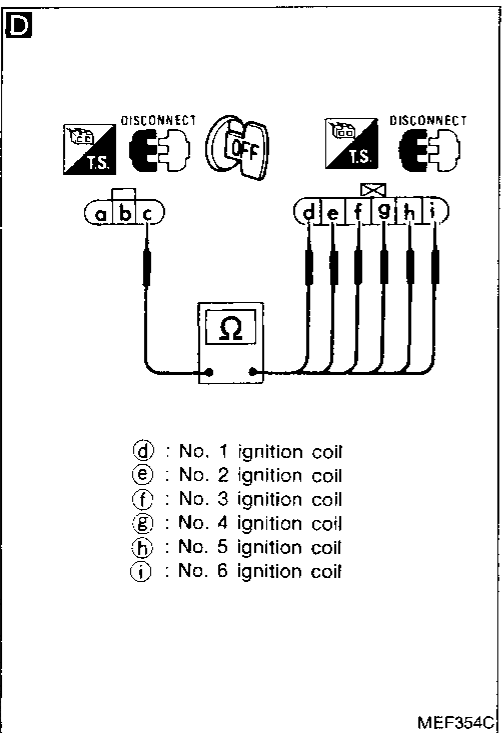 D
DISCONNECT
DISCONNECT
T.S.
OFF
T.S.
a b c
d e f g h i
Ω
d : No. 1 ignition coil
e : No. 2 ignition coil
f : No. 3 ignition coil
g : No. 4 ignition coil
h : No. 5 ignition coil
i : No. 6 ignition coil
MEF354C